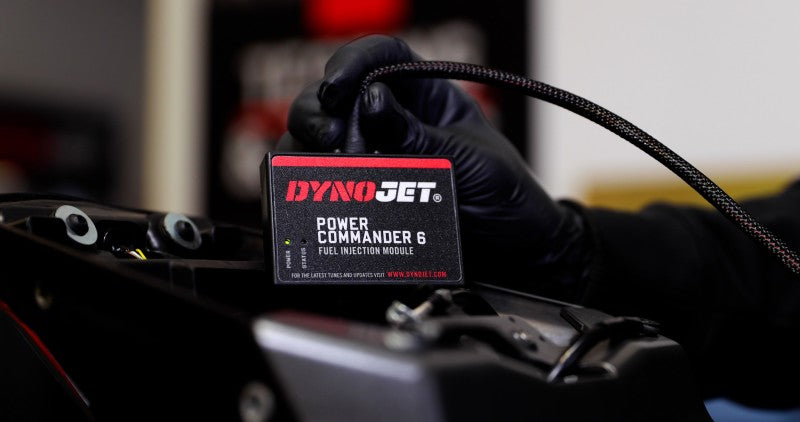 DYNOJET®
POWER
COMMANDER 6
FUEL INJECTION MODULE
POWER
STATUS
FOR THE LATEST TUNES AND UPDATES VISIT WWW.DYNOJET.COM